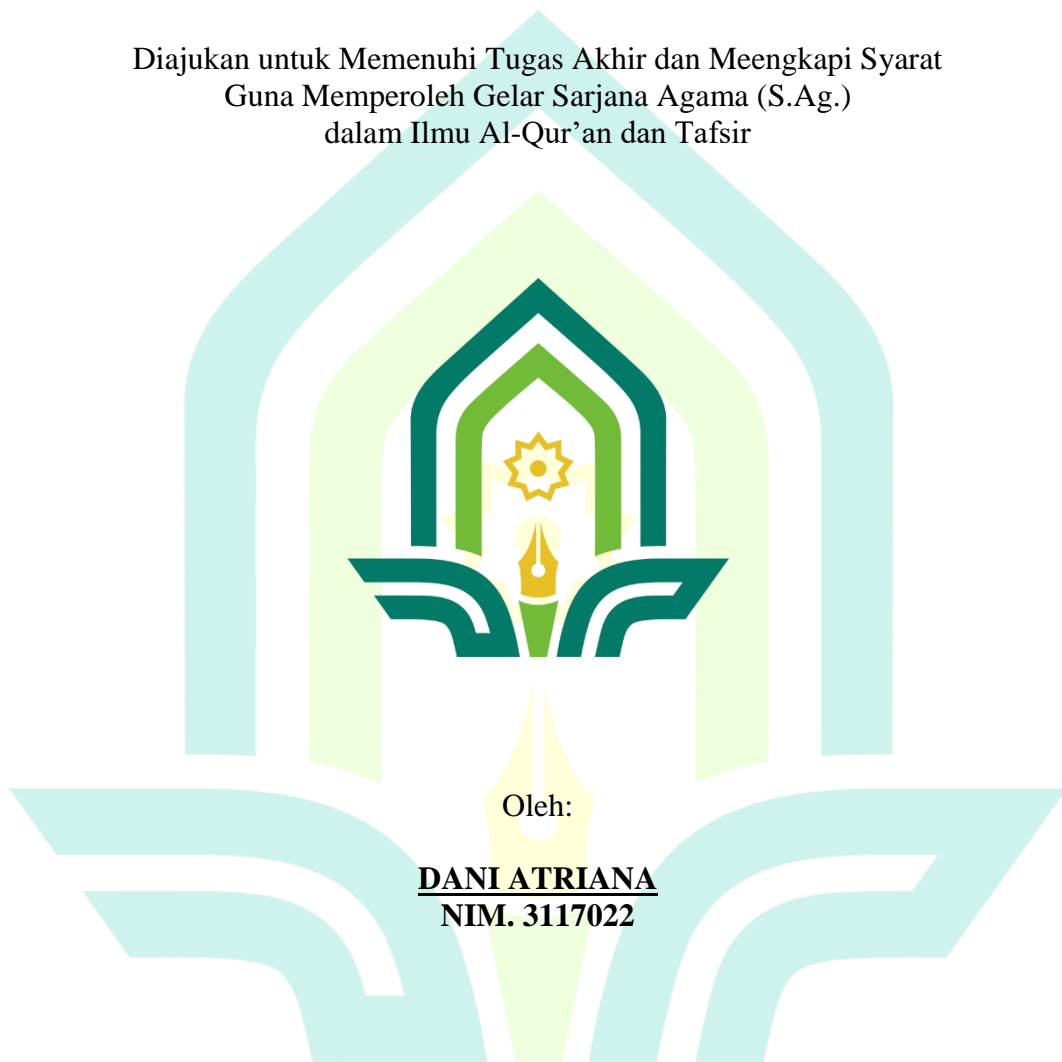 Diajukan untuk Memenuhi Tugas Akhir dan Meengkapi Syarat
Guna Memperoleh Gelar Sarjana Agama (S.Ag.)
dalam Ilmu Al-Qur’an dan Tafsir
Oleh:
DANI ATRIANA
NIM. 3117022